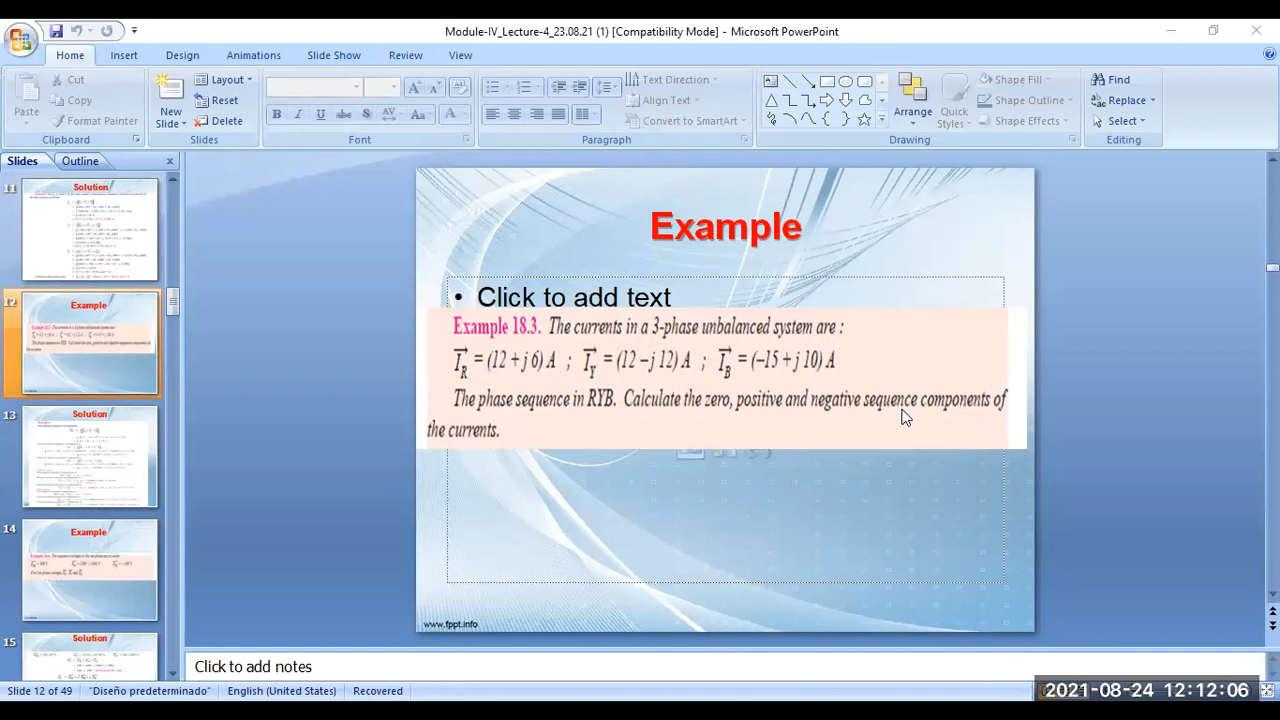 Module-IV_Lecture-4_23.08.21 (1) [Compatibility Mode] - Microsoft PowerPoint
Home Insert Design Animations Slide Show Review View
Paste
Cut
Copy
Format Painter
Clipboard
New Slide
Layout
Reset
Delete
Slides
B I U abc S AV Aa A
Font
Text Direction
Align Text
Convert to SmartArt
Paragraph
Arrange
Quick Styles
Shape Fill
Shape Outline
Shape Effects
Drawing
Find
Replace
Select
Editing
Slides Outline
11
Solution
12
Example
13
Solution
14
Example
15
Solution
Example
• Click to add text
Example 18.3. The currents in a 3-phase unbalanced system are :
I_R = (12 + j 6) A ; I_Y = (12 – j 12) A ; I_B = (–15 + j 10) A
The phase sequence in RYB. Calculate the zero, positive and negative sequence components of
the currents.
www.fppt.info
Click to add notes
Slide 12 of 49 "Diseño predeterminado" English (United States) Recovered
2021-08-24 12:12:06